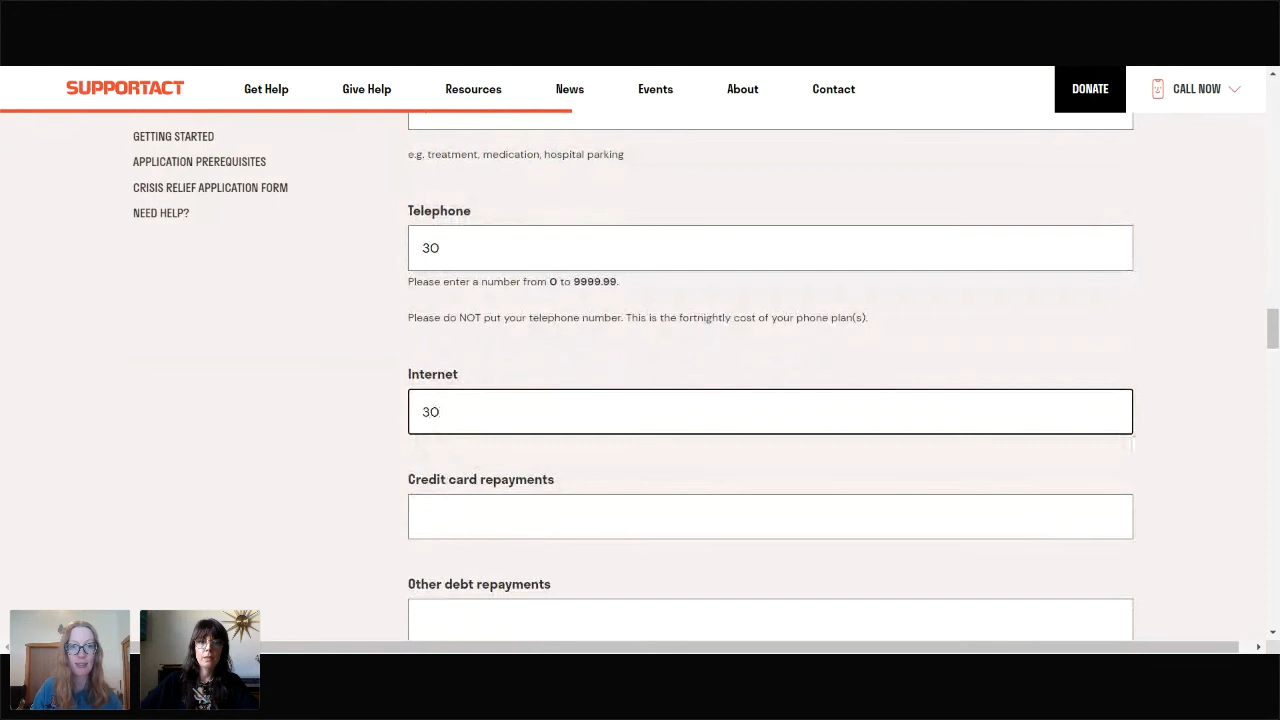 SUPPORTACT
Get Help
Give Help
Resources
News
Events
About
Contact
DONATE
CALL NOW
GETTING STARTED
APPLICATION PREREQUISITES
CRISIS RELIEF APPLICATION FORM
NEED HELP?
e.g. treatment, medication, hospital parking
Telephone
30
Please enter a number from 0 to 9999.99.
Please do NOT put your telephone number. This is the fortnightly cost of your phone plan(s).
Internet
30
Credit card repayments
Other debt repayments